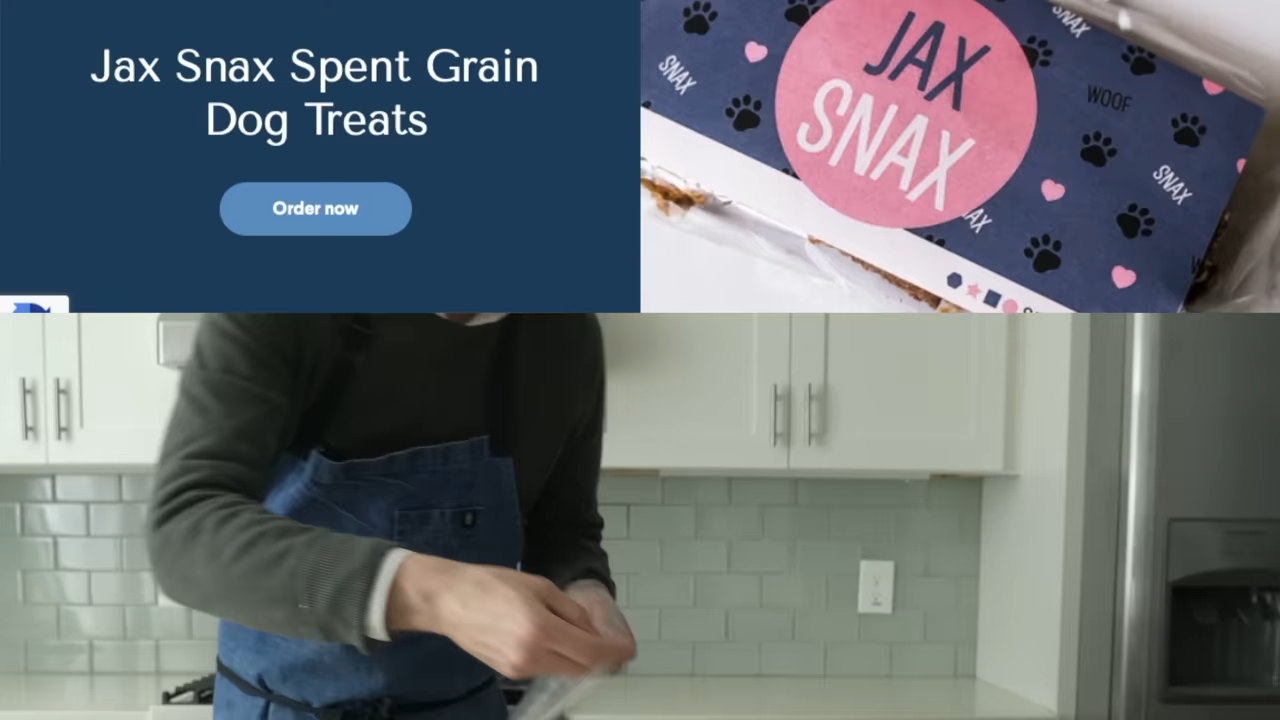 Jax Snax Spent Grain
Dog Treats
Order now
JAX
SNAX
SNAX
SNAX
WOOF
SNAX